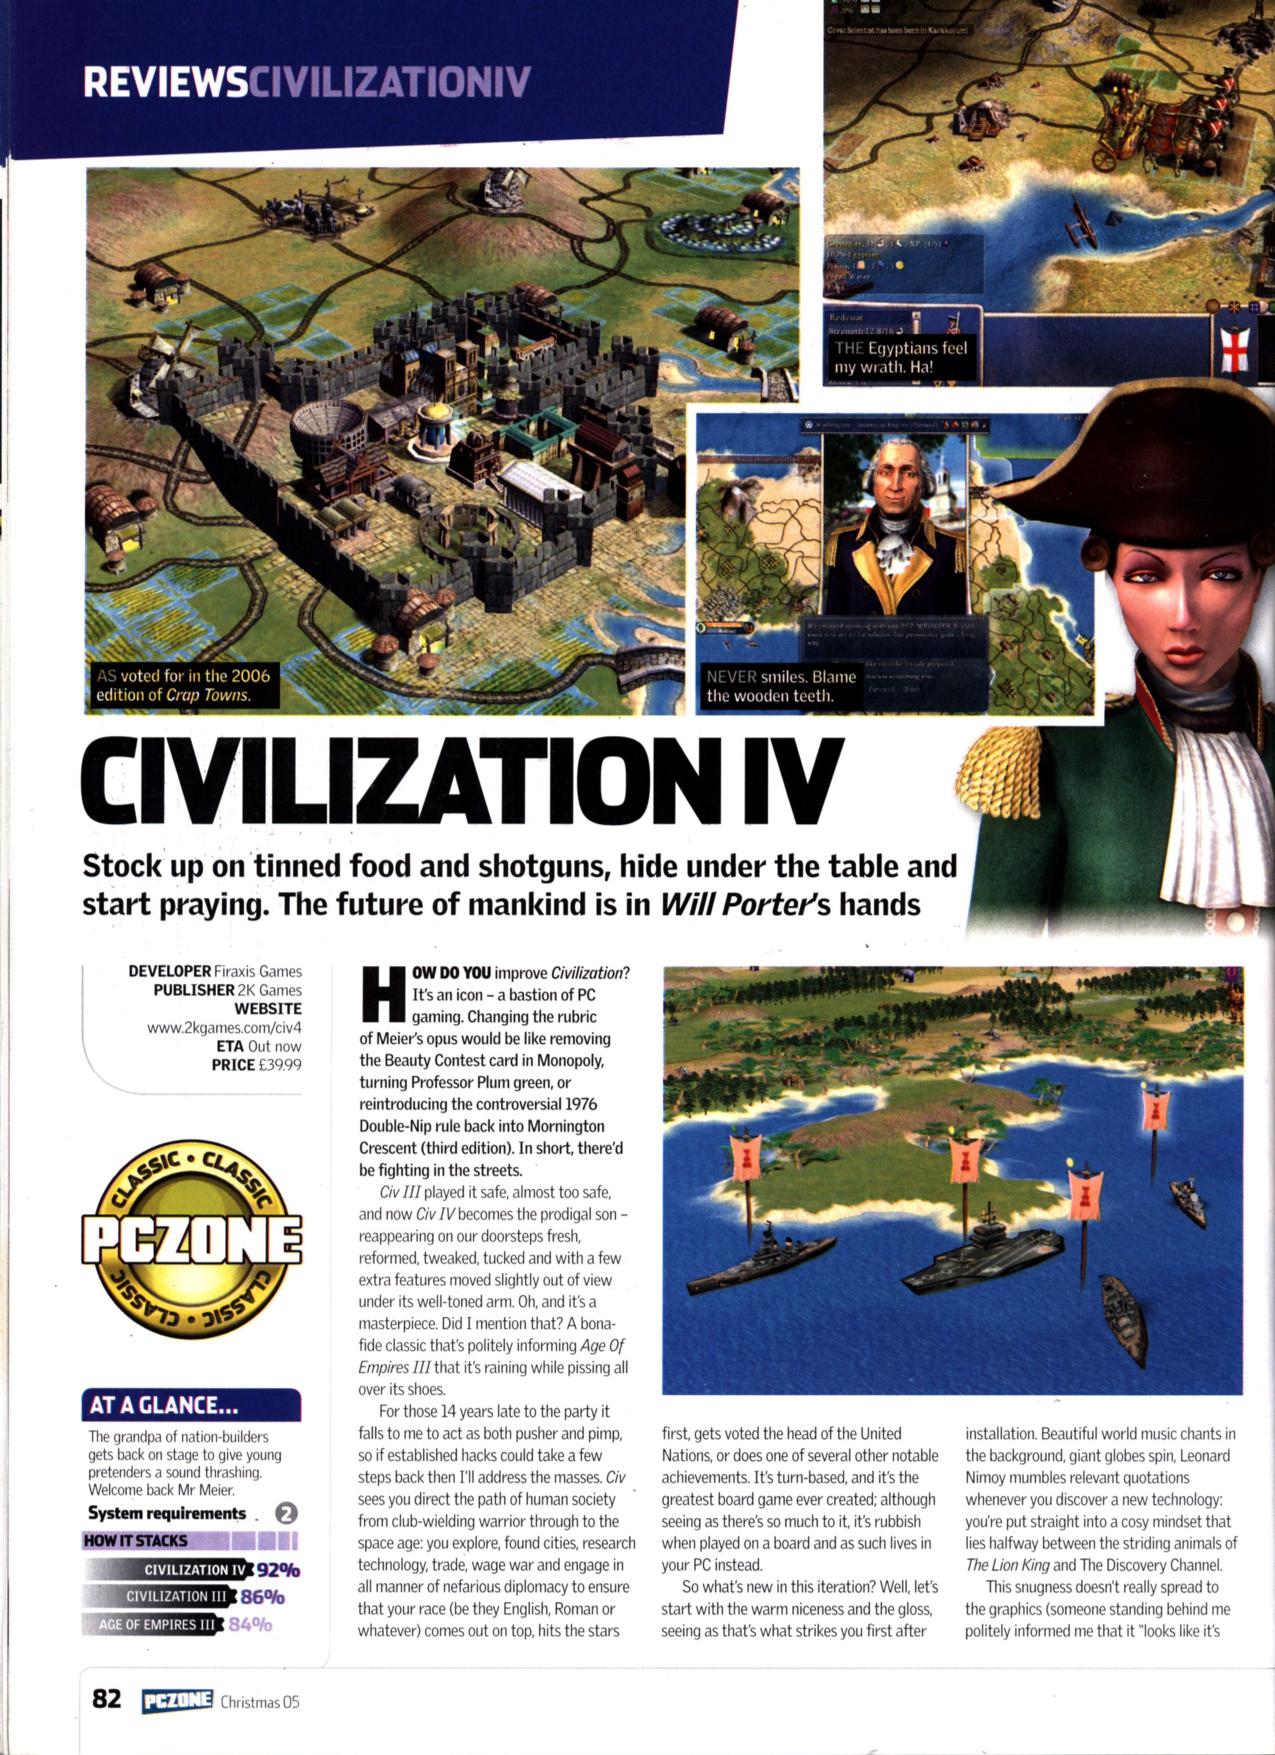 REVIEWSCIVILIZATIONIV
Great Scientist has been born in Karakorum!
100% Egyptian
Redcoat
Strength: 12.8/16
THE Egyptians feel
my wrath. Ha!
AS voted for in the 2006
edition of Crap Towns.
NEVER smiles. Blame
the wooden teeth.
CIVILIZATION IV
Stock up on tinned food and shotguns, hide under the table and
start praying. The future of mankind is in Will Porter's hands
DEVELOPER Firaxis Games
PUBLISHER 2K Games
WEBSITE
www.2kgames.com/civ4
ETA Out now
PRICE £39.99
CLASSIC • CLASSIC
PCZONE
CLASSIC • CLASSIC
AT A GLANCE...
The grandpa of nation-builders
gets back on stage to give young
pretenders a sound thrashing.
Welcome back Mr Meier.
System requirements 2
HOW IT STACKS
CIVILIZATION IV 92%
CIVILIZATION III 86%
AGE OF EMPIRES III 84%
HOW DO YOU improve Civilization?
It's an icon – a bastion of PC
gaming. Changing the rubric
of Meier's opus would be like removing
the Beauty Contest card in Monopoly,
turning Professor Plum green, or
reintroducing the controversial 1976
Double-Nip rule back into Mornington
Crescent (third edition). In short, there'd
be fighting in the streets.
Civ III played it safe, almost too safe,
and now Civ IV becomes the prodigal son –
reappearing on our doorsteps fresh,
reformed, tweaked, tucked and with a few
extra features moved slightly out of view
under its well-toned arm. Oh, and it's a
masterpiece. Did I mention that? A bona-
fide classic that's politely informing Age Of
Empires III that it's raining while pissing all
over its shoes.
For those 14 years late to the party it
falls to me to act as both pusher and pimp,
so if established hacks could take a few
steps back then I'll address the masses. Civ
sees you direct the path of human society
from club-wielding warrior through to the
space age: you explore, found cities, research
technology, trade, wage war and engage in
all manner of nefarious diplomacy to ensure
that your race (be they English, Roman or
whatever) comes out on top, hits the stars
first, gets voted the head of the United
Nations, or does one of several other notable
achievements. It's turn-based, and it's the
greatest board game ever created; although
seeing as there's so much to it, it's rubbish
when played on a board and as such lives in
your PC instead.
So what's new in this iteration? Well, let's
start with the warm niceness and the gloss,
seeing as that's what strikes you first after
installation. Beautiful world music chants in
the background, giant globes spin, Leonard
Nimoy mumbles relevant quotations
whenever you discover a new technology:
you're put straight into a cosy mindset that
lies halfway between the striding animals of
The Lion King and The Discovery Channel.
This snugness doesn't really spread to
the graphics (someone standing behind me
politely informed me that it "looks like it's
82 PCZONE Christmas 05